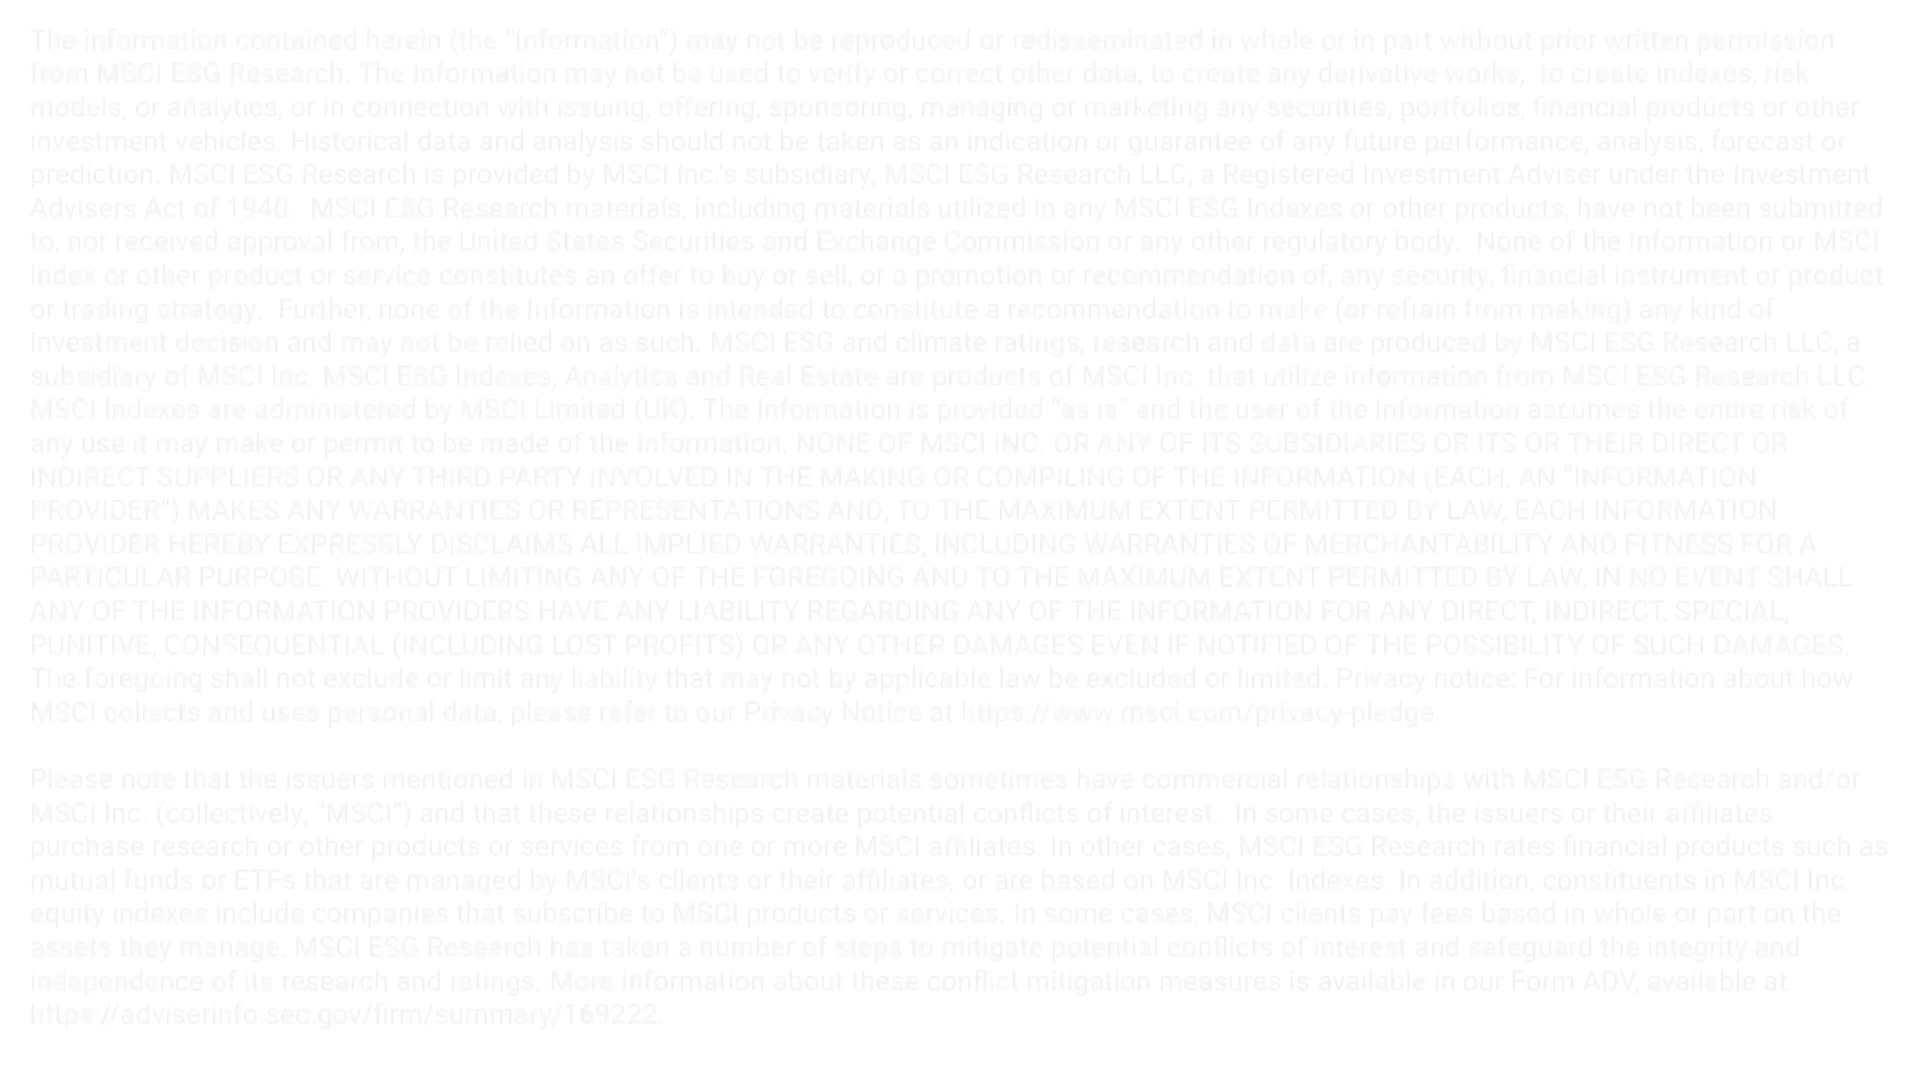 The information contained herein (the “Information”) may not be reproduced or redisseminated in whole or in part without prior written permission
from MSCI ESG Research. The Information may not be used to verify or correct other data, to create any derivative works,  to create indexes, risk
models, or analytics, or in connection with issuing, offering, sponsoring, managing or marketing any securities, portfolios, financial products or other
investment vehicles. Historical data and analysis should not be taken as an indication or guarantee of any future performance, analysis, forecast or
prediction. MSCI ESG Research is provided by MSCI Inc.’s subsidiary, MSCI ESG Research LLC, a Registered Investment Adviser under the Investment
Advisers Act of 1940.  MSCI ESG Research materials, including materials utilized in any MSCI ESG Indexes or other products, have not been submitted
to, nor received approval from, the United States Securities and Exchange Commission or any other regulatory body.  None of the Information or MSCI
index or other product or service constitutes an offer to buy or sell, or a promotion or recommendation of, any security, financial instrument or product
or trading strategy.  Further, none of the Information is intended to constitute a recommendation to make (or refrain from making) any kind of
investment decision and may not be relied on as such. MSCI ESG and climate ratings, research and data are produced by MSCI ESG Research LLC, a
subsidiary of MSCI Inc. MSCI ESG Indexes, Analytics and Real Estate are products of MSCI Inc. that utilize information from MSCI ESG Research LLC.
MSCI Indexes are administered by MSCI Limited (UK). The Information is provided “as is” and the user of the Information assumes the entire risk of
any use it may make or permit to be made of the Information. NONE OF MSCI INC. OR ANY OF ITS SUBSIDIARIES OR ITS OR THEIR DIRECT OR
INDIRECT SUPPLIERS OR ANY THIRD PARTY INVOLVED IN THE MAKING OR COMPILING OF THE INFORMATION (EACH, AN “INFORMATION
PROVIDER”) MAKES ANY WARRANTIES OR REPRESENTATIONS AND, TO THE MAXIMUM EXTENT PERMITTED BY LAW, EACH INFORMATION
PROVIDER HEREBY EXPRESSLY DISCLAIMS ALL IMPLIED WARRANTIES, INCLUDING WARRANTIES OF MERCHANTABILITY AND FITNESS FOR A
PARTICULAR PURPOSE. WITHOUT LIMITING ANY OF THE FOREGOING AND TO THE MAXIMUM EXTENT PERMITTED BY LAW, IN NO EVENT SHALL
ANY OF THE INFORMATION PROVIDERS HAVE ANY LIABILITY REGARDING ANY OF THE INFORMATION FOR ANY DIRECT, INDIRECT, SPECIAL,
PUNITIVE, CONSEQUENTIAL (INCLUDING LOST PROFITS) OR ANY OTHER DAMAGES EVEN IF NOTIFIED OF THE POSSIBILITY OF SUCH DAMAGES.
The foregoing shall not exclude or limit any liability that may not by applicable law be excluded or limited. Privacy notice: For information about how
MSCI collects and uses personal data, please refer to our Privacy Notice at https://www.msci.com/privacy-pledge.
Please note that the issuers mentioned in MSCI ESG Research materials sometimes have commercial relationships with MSCI ESG Research and/or
MSCI Inc. (collectively, “MSCI”) and that these relationships create potential conflicts of interest.  In some cases, the issuers or their affiliates
purchase research or other products or services from one or more MSCI affiliates. In other cases, MSCI ESG Research rates financial products such as
mutual funds or ETFs that are managed by MSCI’s clients or their affiliates, or are based on MSCI Inc. Indexes. In addition, constituents in MSCI Inc.
equity indexes include companies that subscribe to MSCI products or services. In some cases, MSCI clients pay fees based in whole or part on the
assets they manage. MSCI ESG Research has taken a number of steps to mitigate potential conflicts of interest and safeguard the integrity and
independence of its research and ratings. More information about these conflict mitigation measures is available in our Form ADV, available at
https://adviserinfo.sec.gov/firm/summary/169222.